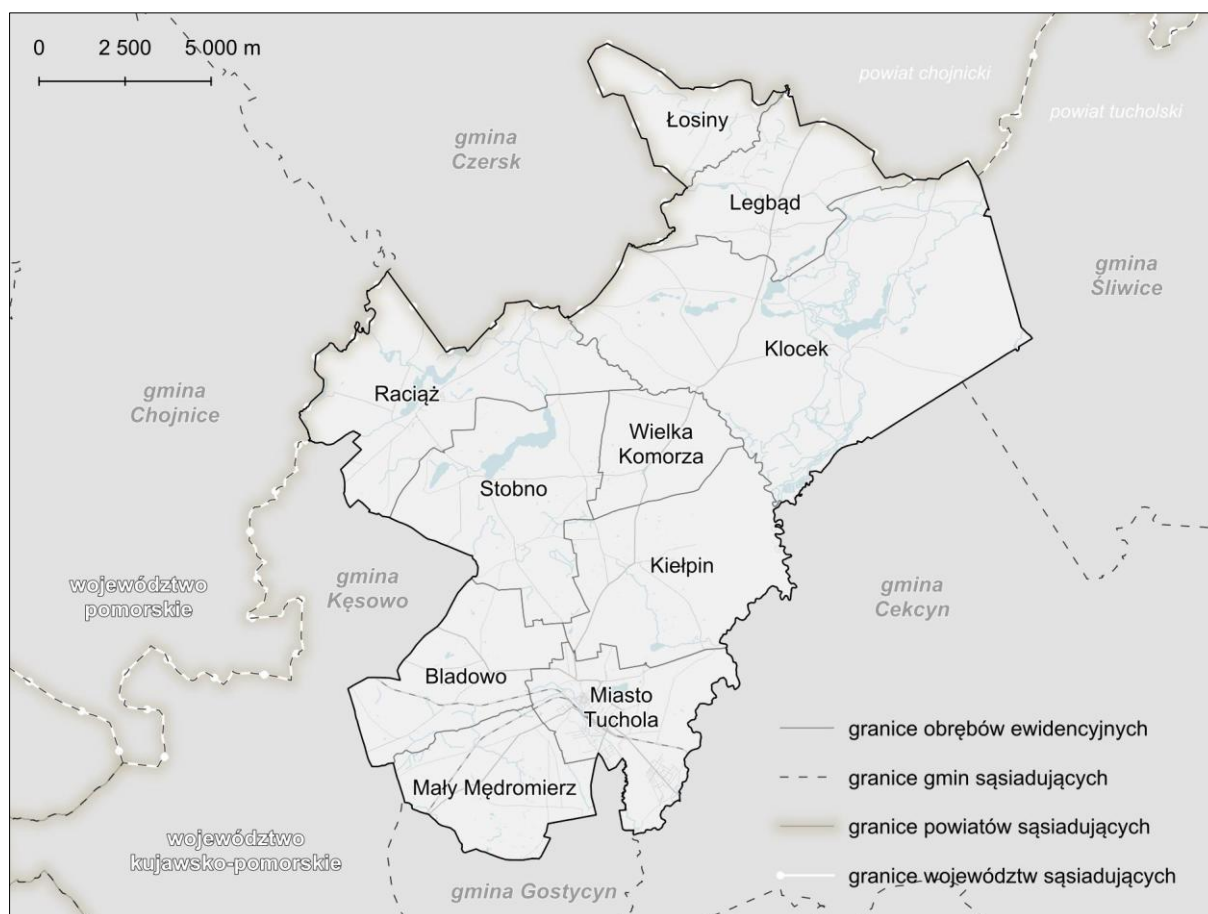 0 2 500 5 000 m
powiat chojnicki
powiat tucholski
Łosiny
gmina
Czersk
Legbąd
gmina
Śliwice
Klocek
gmina
Chojnice
Raciąż
Wielka
Komorza
Stobno
Kiełpin
województwo
pomorskie
gmina
Kęsowo
gmina
Cekcyn
Bladowo
Miasto
Tuchola
Mały Mędromierz
województwo
kujawsko-pomorskie
gmina Gostycyn
granice obrębów ewidencyjnych
granice gmin sąsiadujących
granice powiatów sąsiadujących
granice województw sąsiadujących